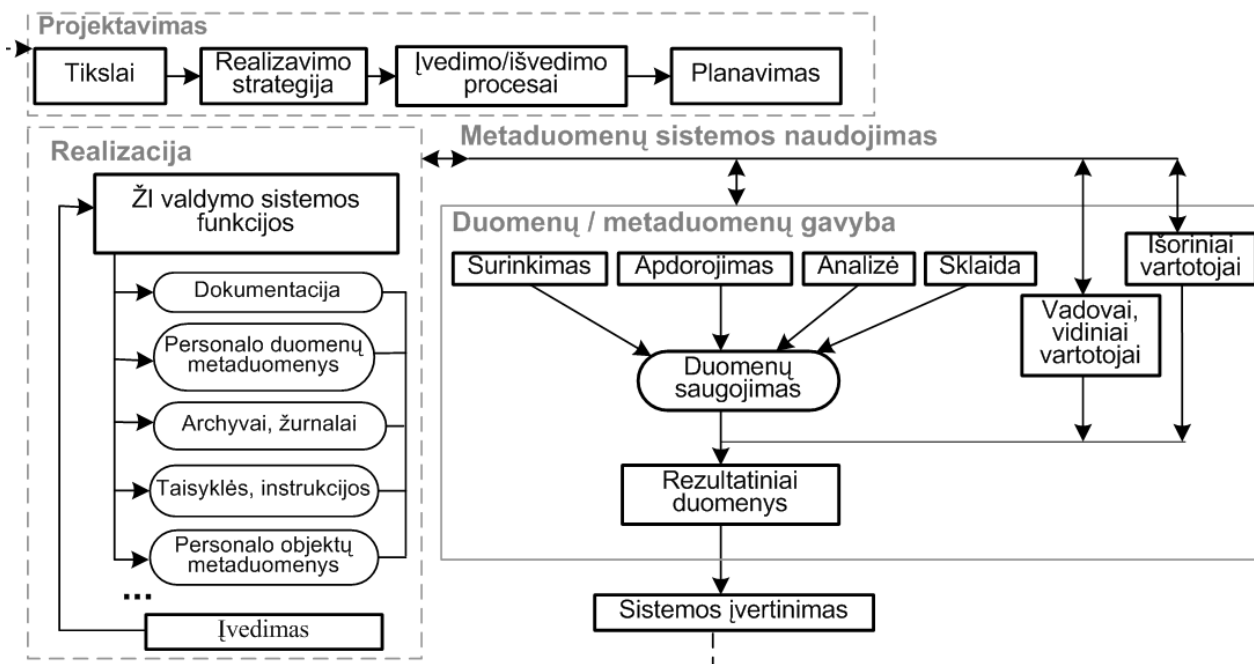 Projektavimas
Tikslai
Realizavimo
strategija
Įvedimo/išvedimo
procesai
Planavimas
Metaduomenų sistemos naudojimas
Realizacija
ŽI valdymo sistemos
funkcijos
Dokumentacija
Personalo duomenų
metaduomenys
Archyvai, žurnalai
Taisyklės, instrukcijos
Personalo objektų
metaduomenys
...
Įvedimas
Duomenų / metaduomenų gavyba
Surinkimas
Apdorojimas
Analizė
Sklaida
Išoriniai
vartotojai
Vadovai,
vidiniai
vartotojai
Duomenų
saugojimas
Rezultatiniai
duomenys
Sistemos įvertinimas